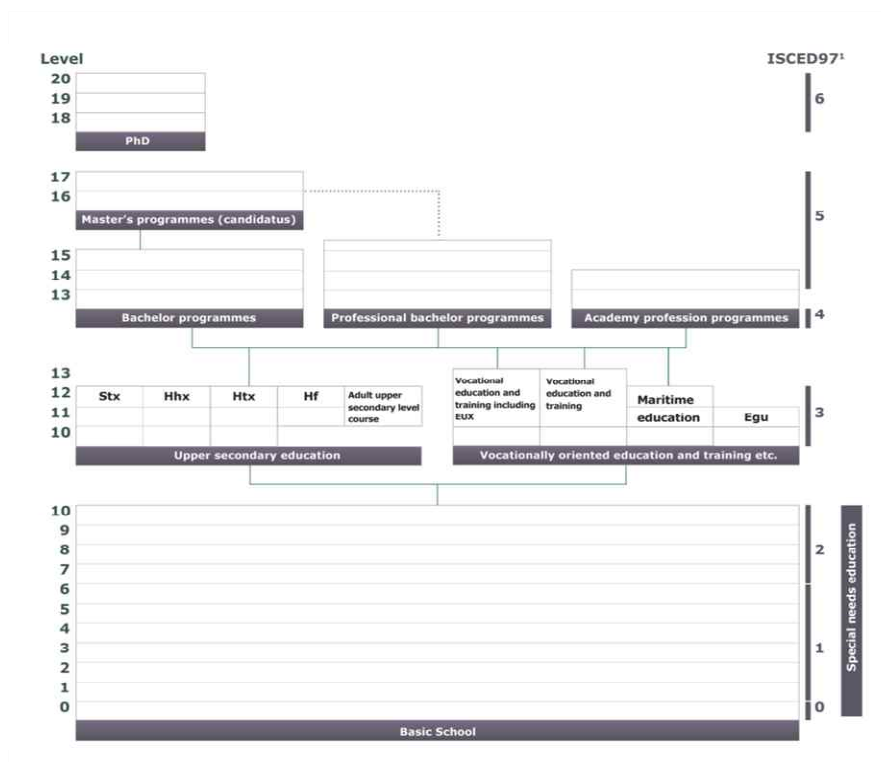 Level
ISCED97¹
20
19
18
6
PhD
17
16
5
Master's programmes (candidatus)
15
14
13
Bachelor programmes
Professional bachelor programmes
Academy profession programmes
4
13
12
11
10
Stx
Hhx
Htx
Hf
Adult upper
secondary level
course
Vocational
education and
training including
EUX
Vocational
education and
training
Maritime
education
Egu
3
Upper secondary education
Vocationally oriented education and training etc.
10
9
8
7
6
5
4
3
2
1
0
2
1
0
Special needs education
Basic School